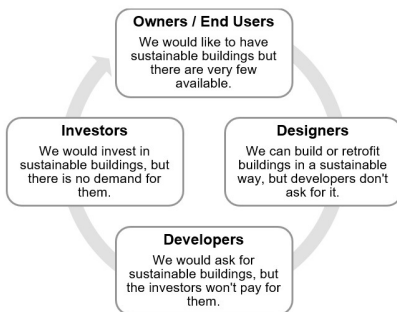 Owners / End Users
We would like to have
sustainable buildings but
there are very few
available.
Designers
We can build or retrofit
buildings in a sustainable
way, but developers don't
ask for it.
Developers
We would ask for
sustainable buildings, but
the investors won't pay for
them.
Investors
We would invest in
sustainable buildings, but
there is no demand for
them.